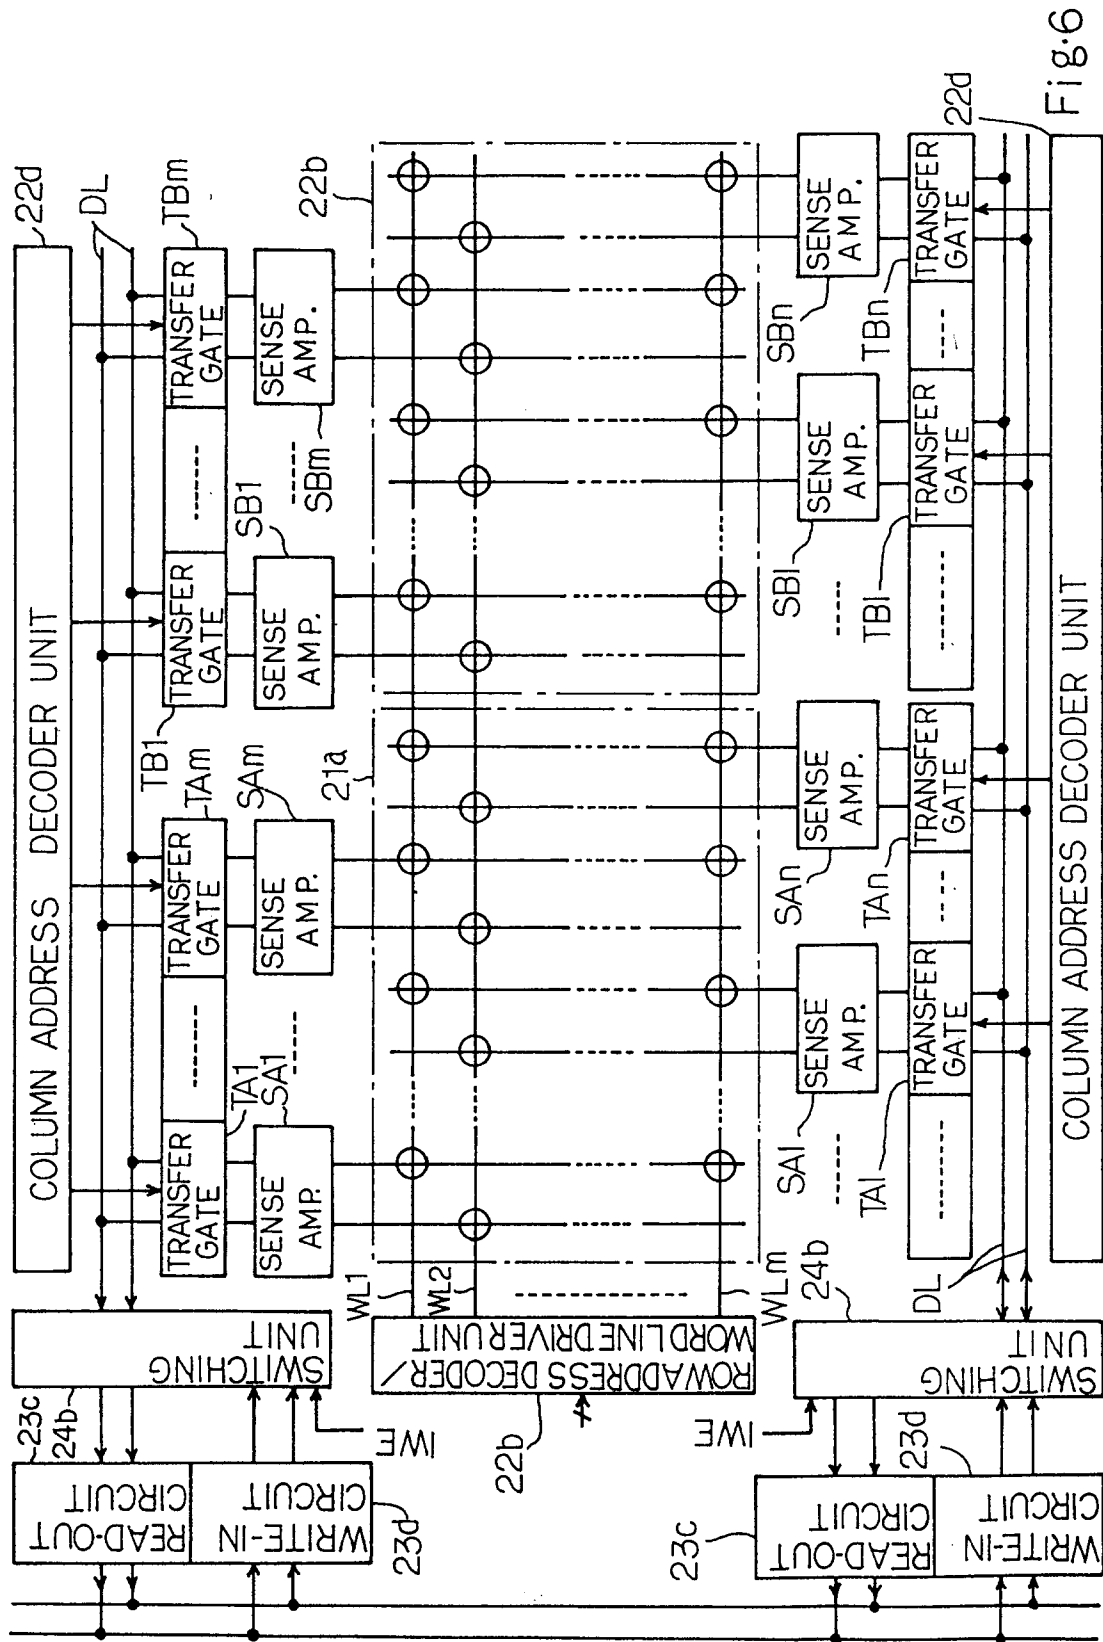 COLUMN ADDRESS DECODER UNIT
22d
DL
TRANSFER
GATE
TA1
TRANSFER
GATE
TAm
TRANSFER
GATE
TB1
TRANSFER
GATE
TBm
SENSE
AMP.
SA1
SENSE
AMP.
SAm
SENSE
AMP.
SB1
SENSE
AMP.
SBm
SWITCHING
UNIT
24b
23c
READ-OUT
CIRCUIT
WRITE-IN
CIRCUIT
23d
IWE
21a
22b
WL1
WL2
WLm
ROW ADDRESS DECODER/
WORD LINE DRIVER UNIT
22b
SENSE
AMP.
SAl
SENSE
AMP.
SAn
SENSE
AMP.
SBl
SENSE
AMP.
SBn
TRANSFER
GATE
TAl
TRANSFER
GATE
TAn
TRANSFER
GATE
TBl
TRANSFER
GATE
TBn
SWITCHING
UNIT
24b
IWE
23c
READ-OUT
CIRCUIT
WRITE-IN
CIRCUIT
23d
DL
COLUMN ADDRESS DECODER UNIT
22d
Fig.6